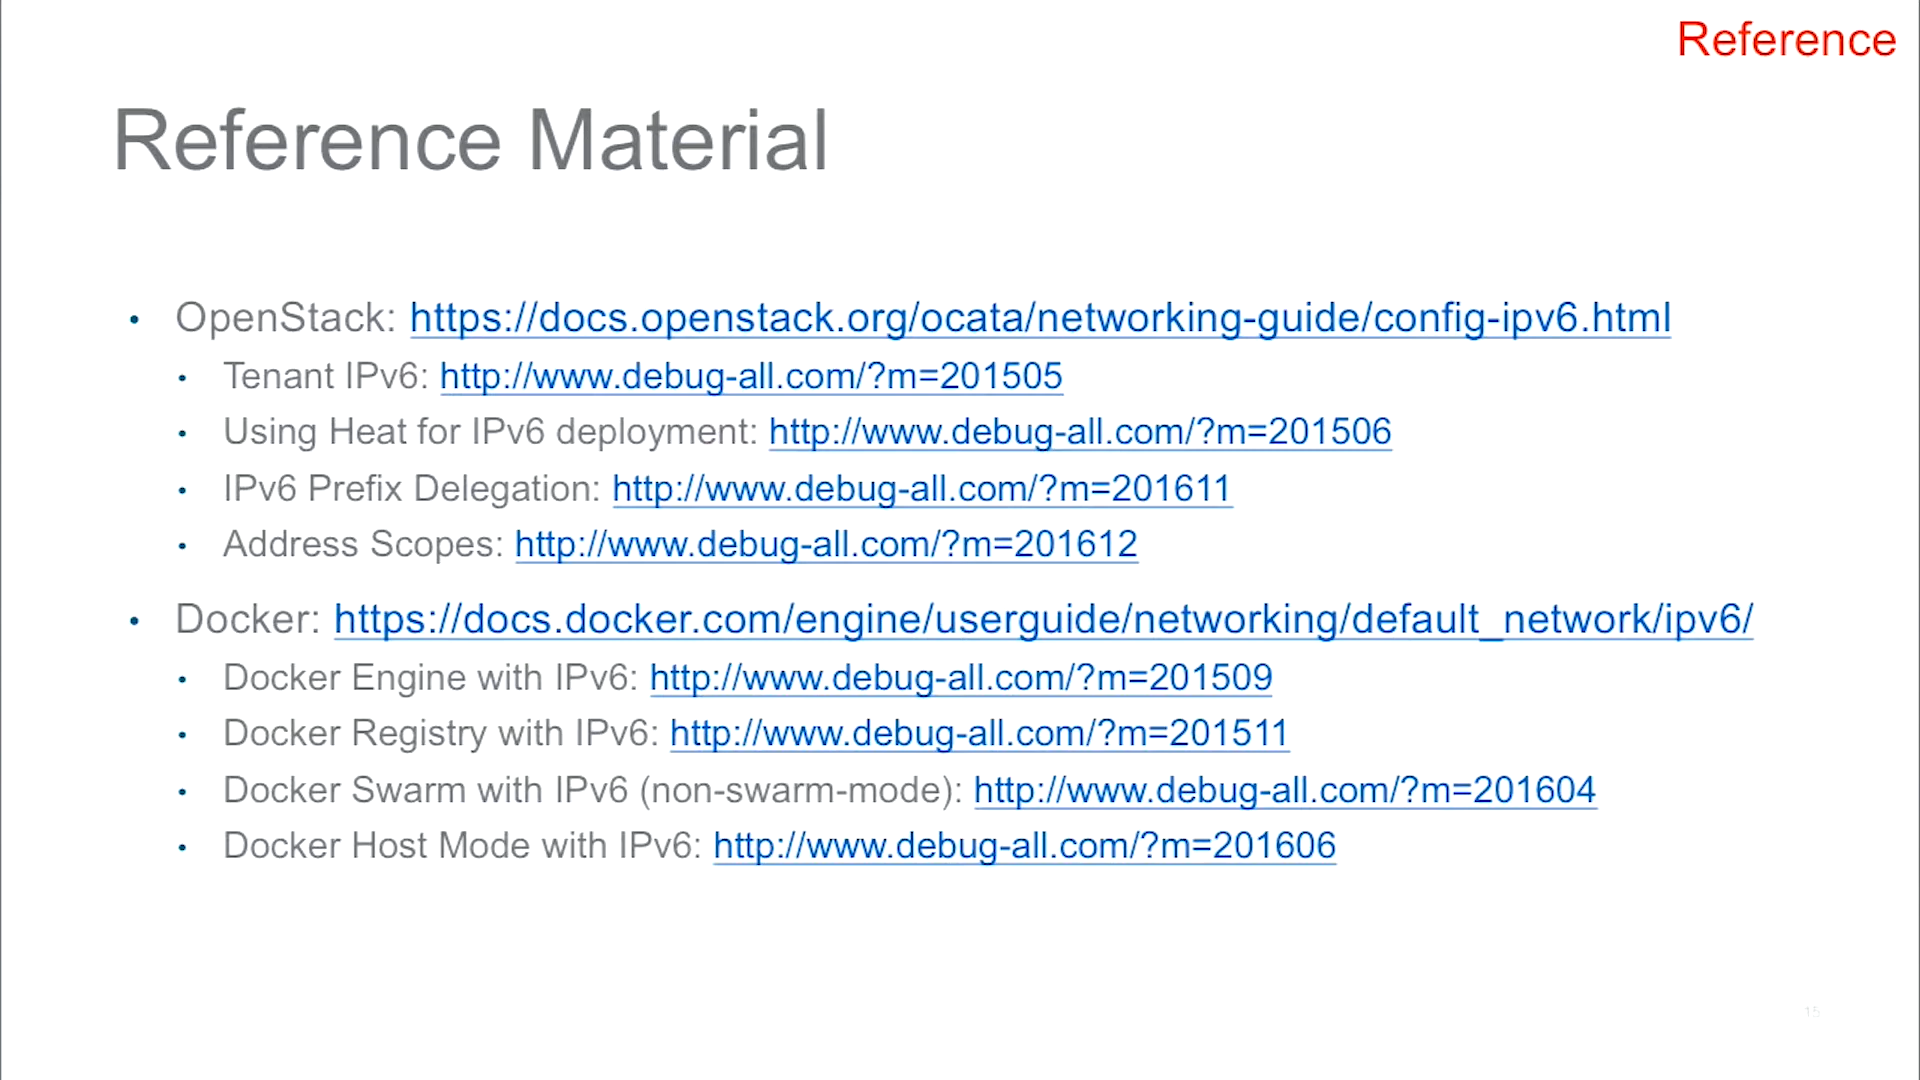 Reference
Reference Material
• OpenStack: https://docs.openstack.org/ocata/networking-guide/config-ipv6.html
• Tenant IPv6: http://www.debug-all.com/?m=201505
• Using Heat for IPv6 deployment: http://www.debug-all.com/?m=201506
• IPv6 Prefix Delegation: http://www.debug-all.com/?m=201611
• Address Scopes: http://www.debug-all.com/?m=201612
• Docker: https://docs.docker.com/engine/userguide/networking/default_network/ipv6/
• Docker Engine with IPv6: http://www.debug-all.com/?m=201509
• Docker Registry with IPv6: http://www.debug-all.com/?m=201511
• Docker Swarm with IPv6 (non-swarm-mode): http://www.debug-all.com/?m=201604
• Docker Host Mode with IPv6: http://www.debug-all.com/?m=201606
15